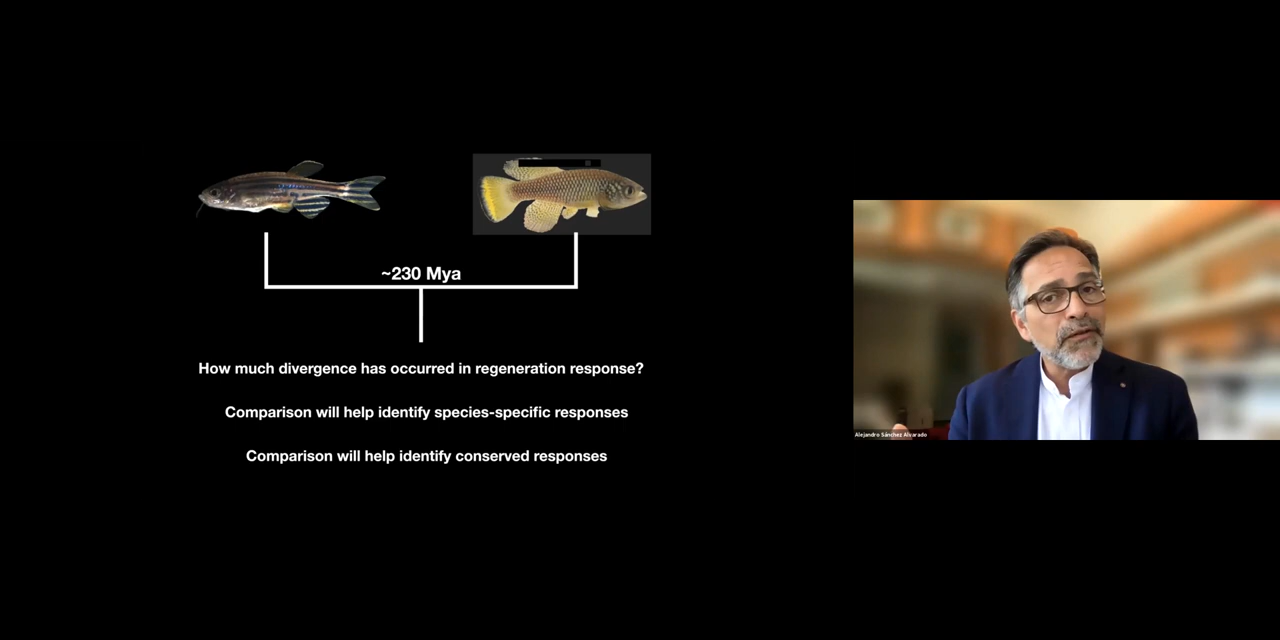 ~230 Mya
How much divergence has occurred in regeneration response?
Comparison will help identify species-specific responses
Comparison will help identify conserved responses
Alejandro Sánchez Alvarado